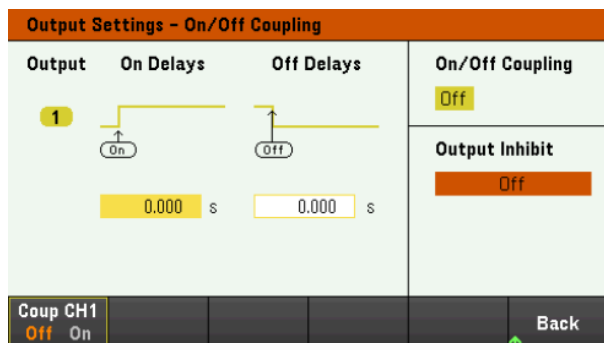 Output Settings - On/Off Coupling
Output On Delays Off Delays
1
On
Off
0.000 s 0.000 s
On/Off Coupling
Off
Output Inhibit
Off
Coup CH1
Off On
Back